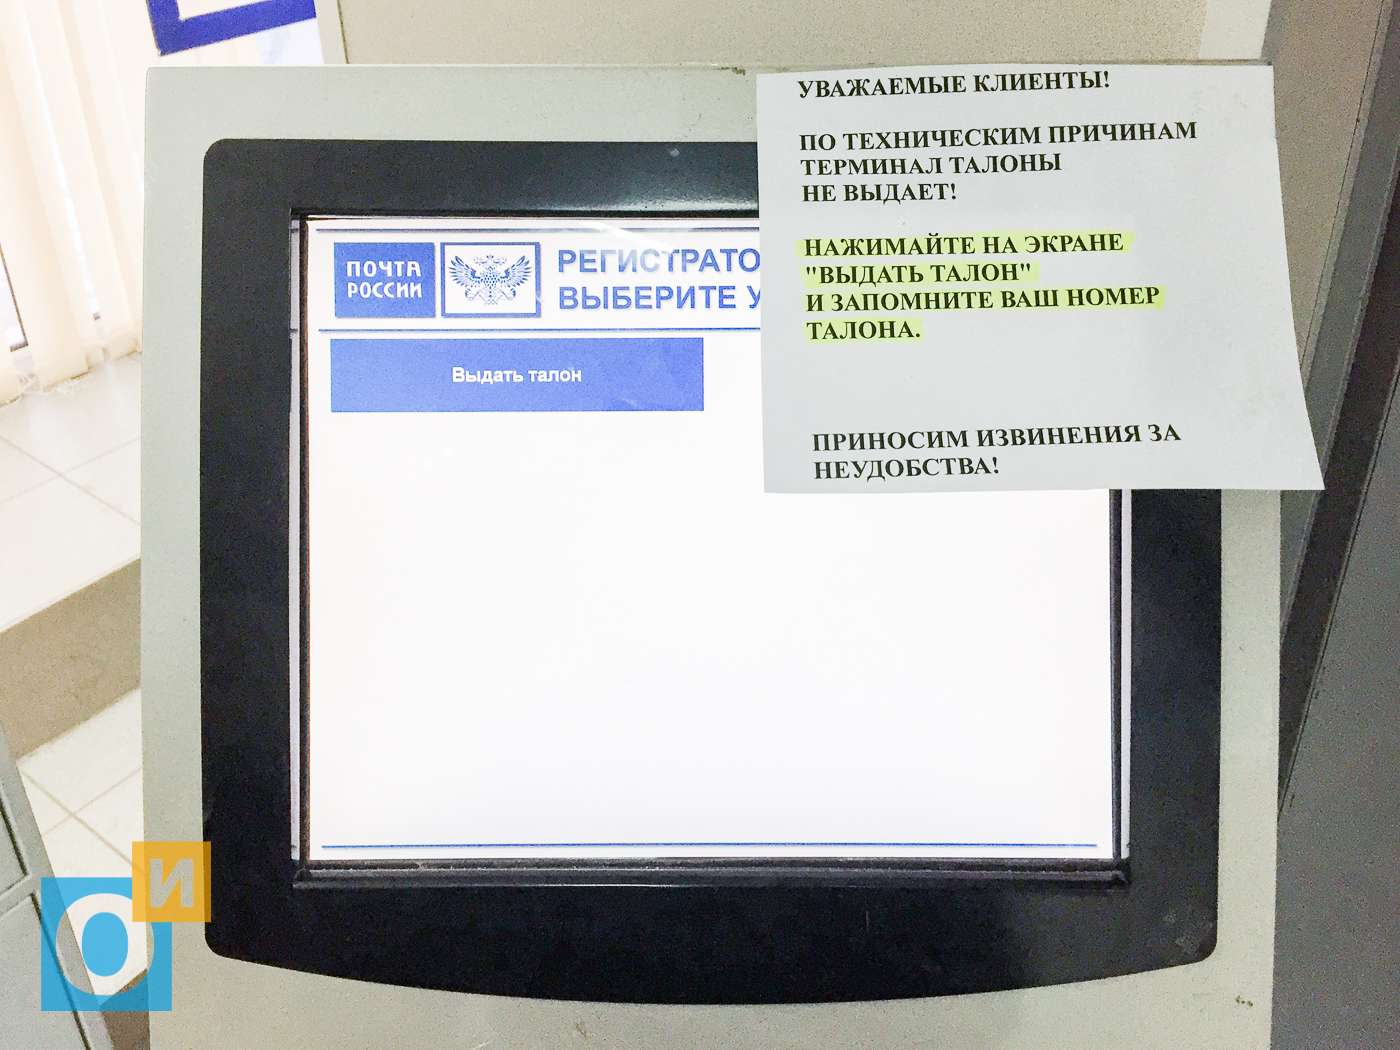 УВАЖАЕМЫЕ КЛИЕНТЫ!
ПО ТЕХНИЧЕСКИМ ПРИЧИНАМ
ТЕРМИНАЛ ТАЛОНЫ
НЕ ВЫДАЕТ!
НАЖИМАЙТЕ НА ЭКРАНЕ
"ВЫДАТЬ ТАЛОН"
И ЗАПОМНИТЕ ВАШ НОМЕР
ТАЛОНА.
ПРИНОСИМ ИЗВИНЕНИЯ ЗА
НЕУДОБСТВА!
ПОЧТА
РОССИИ
РЕГИСТРАТО
ВЫБЕРИТЕ У
Выдать талон
ОИ